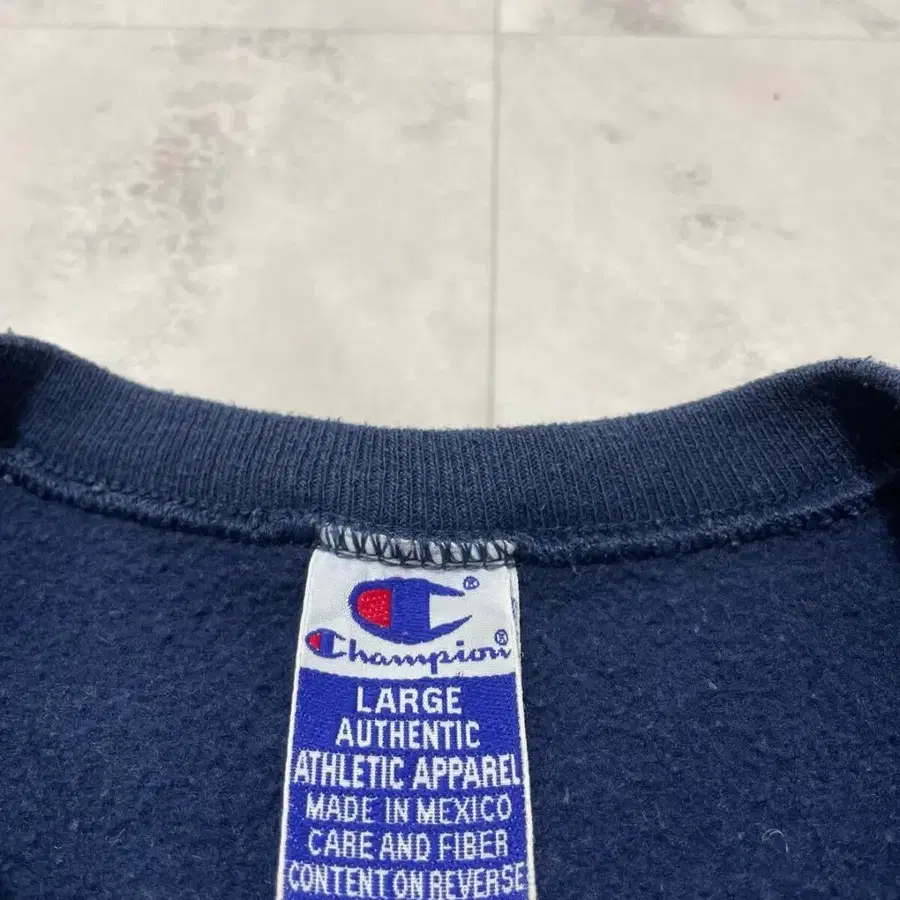 ®
Champion®
LARGE
AUTHENTIC
ATHLETIC APPAREL
MADE IN MEXICO
CARE AND FIBER
CONTENT ON REVERSE